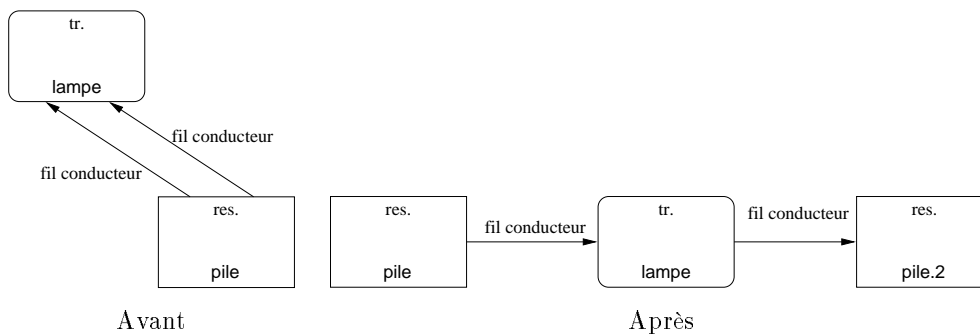 tr.
lampe
fil conducteur
fil conducteur
res.
pile
Avant
res.
pile
fil conducteur
tr.
lampe
fil conducteur
res.
pile.2
Après